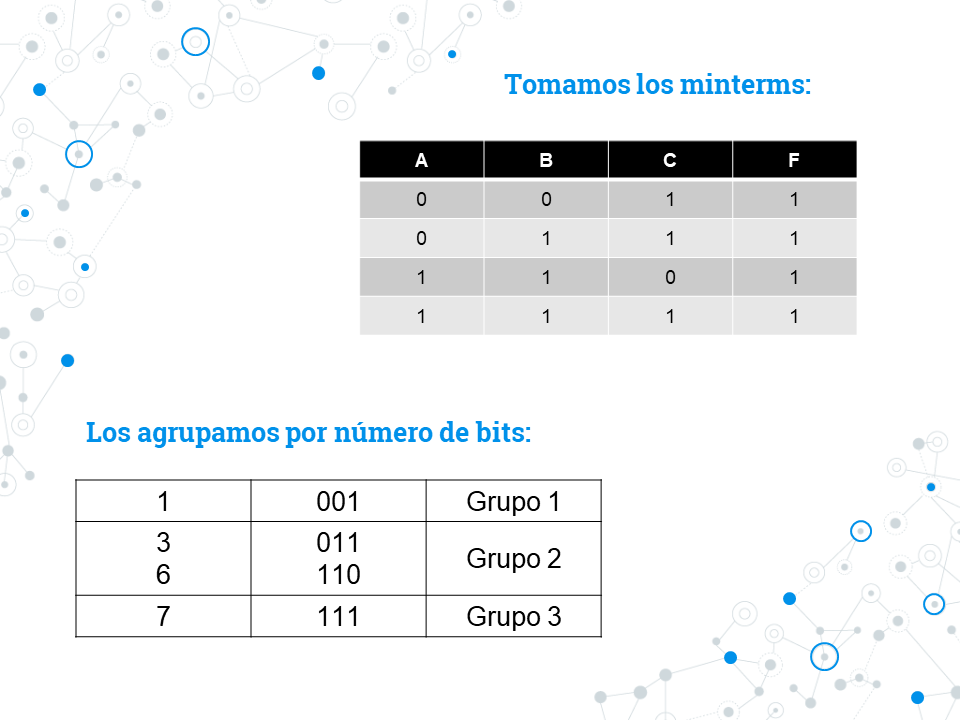 Tomamos los minterms:
A B C F
0 0 1 1
0 1 1 1
1 1 0 1
1 1 1 1
Los agrupamos por número de bits:
1 001 Grupo 1
3 011
6 110
Grupo 2
7 111 Grupo 3